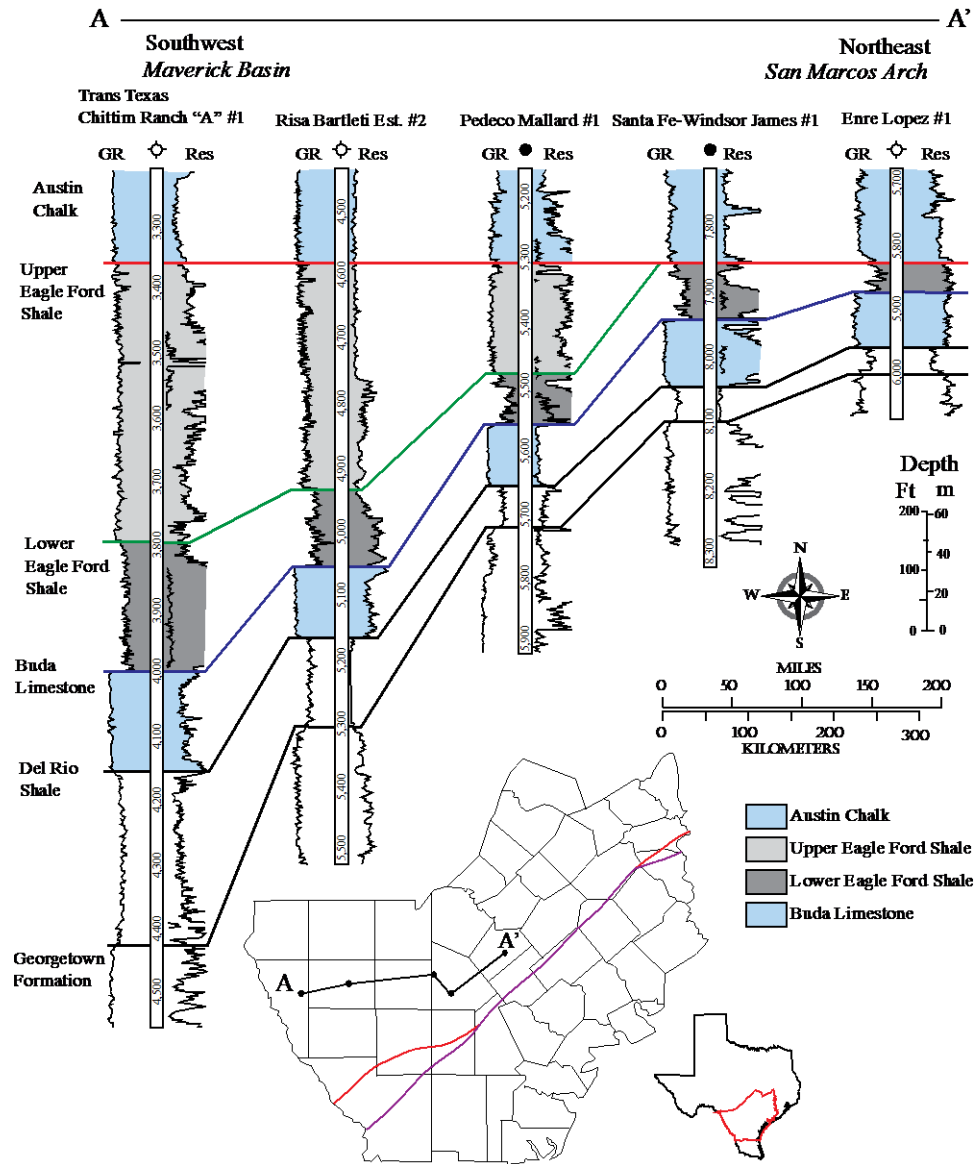 A
A'
Southwest
Maverick Basin
Northeast
San Marcos Arch
Trans Texas
Chittim Ranch "A" #1
Risa Bartleti Est. #2
Pedeco Mallard #1
Santa Fe-Windsor James #1
Enre Lopez #1
GR
Res
GR
Res
GR
Res
GR
Res
GR
Res
Austin
Chalk
Upper
Eagle Ford
Shale
Lower
Eagle Ford
Shale
Buda
Limestone
Del Rio
Shale
Georgetown
Formation
3,300
3,400
3,500
3,600
3,700
3,800
3,900
4,000
4,100
4,200
4,300
4,400
4,500
4,500
4,600
4,700
4,800
4,900
5,000
5,100
5,200
5,300
5,400
5,500
5,200
5,300
5,400
5,500
5,600
5,700
5,800
5,900
7,800
7,900
8,000
8,100
8,200
8,300
5,700
5,800
5,900
6,000
Depth
Ft m
200 60
40
100
20
0 0
N
W E
S
MILES
0 50 100 150 200
0 100 200 300
KILOMETERS
Austin Chalk
Upper Eagle Ford Shale
Lower Eagle Ford Shale
Buda Limestone
A
A'